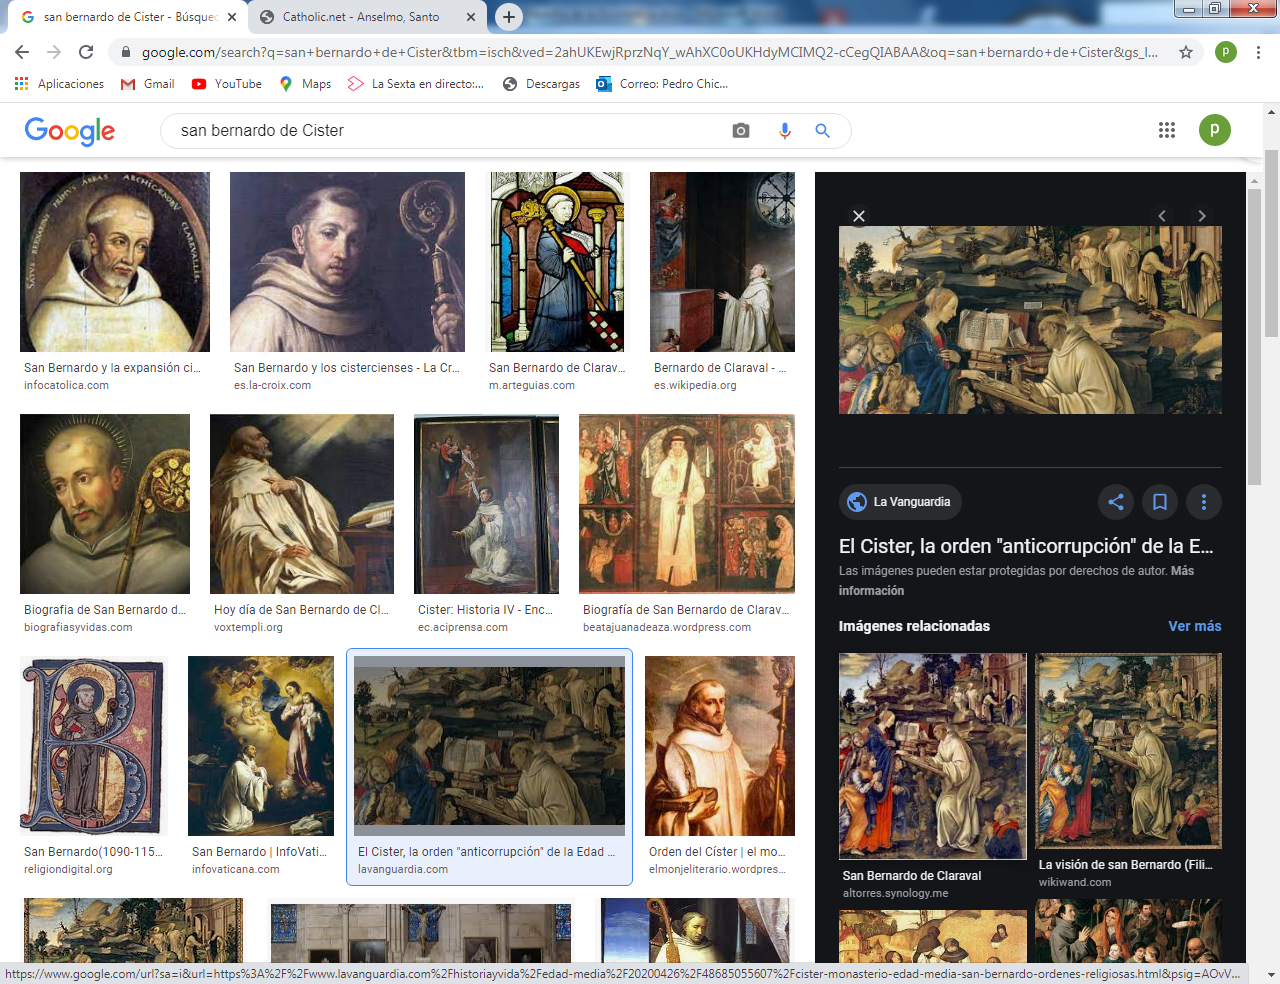 san bernardo de Cister - Búsqued
Catholic.net - Anselmo, Santo
google.com/search?q=san+bernardo+de+Cister&tbm=isch&ved=2ahUKEwjRprzNqY_wAhXC0oUKHdyMCIMQ2-cCegQIABAA&oq=san+bernardo+de+Cister&gs_l...
p
Aplicaciones
Gmail
YouTube
Maps
La Sexta en directo:...
Descargas
Correo: Pedro Chic...
Google
san bernardo de Cister
p
San Bernardo y la expansión ci...
infocatolica.com
San Bernardo y los cistercienses - La Cr...
es.la-croix.com
San Bernardo de Clarav...
m.arteguias.com
Bernardo de Claraval - ...
es.wikipedia.org
Biografia de San Bernardo d...
biografiasyvidas.com
Hoy día de San Bernardo de Cl...
voxtempli.org
Cister: Historia IV - Enc...
ec.aciprensa.com
Biografía de San Bernardo de Clarav...
beatajuanadeaza.wordpress.com
San Bernardo(1090-115...
religiondigital.org
San Bernardo | InfoVati...
infovaticana.com
El Cister, la orden "anticorrupción" de la Edad ...
lavanguardia.com
Orden del Císter | el mo...
elmonjeliterario.wordpres...
La Vanguardia
El Cister, la orden "anticorrupción" de la E...
Las imágenes pueden estar protegidas por derechos de autor. Más
información
Imágenes relacionadas
Ver más
San Bernardo de Claraval
altorres.synology.me
La visión de san Bernardo (Fili...
wikiwand.com
https://www.google.com/url?sa=i&url=https%3A%2F%2Fwww.lavanguardia.com%2Fhistoriayvida%2Fedad-media%2F20200426%2F48685055607%2Fcister-monasterio-edad-media-san-bernardo-ordenes-religiosas.html&psig=AOvV...